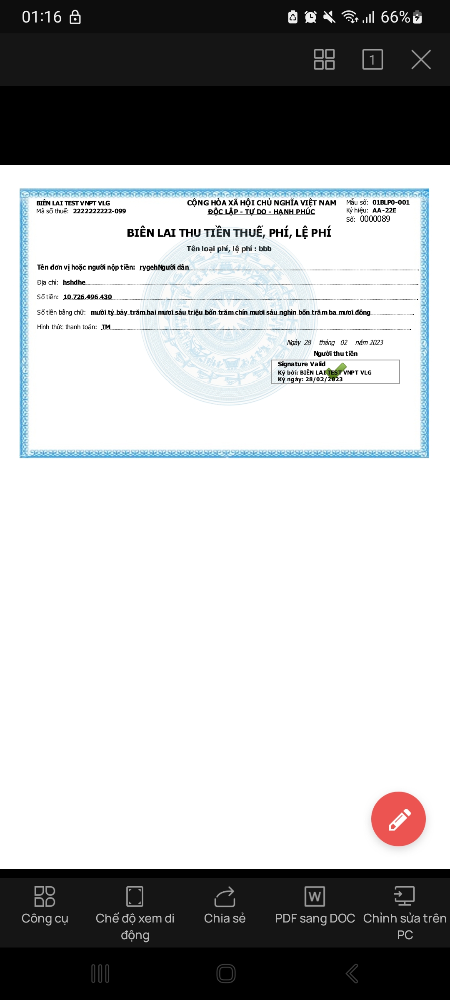 01:16
66%
1
BIÊN LAI TEST VNPT VLG
Mã số thuế: 2222222222-099
CỘNG HÒA XÃ HỘI CHỦ NGHĨA VIỆT NAM
ĐỘC LẬP - TỰ DO - HẠNH PHÚC
Mẫu số: 01BLP0-001
Ký hiệu: AA-22E
Số: 0000089
BIÊN LAI THU TIỀN THUẾ, PHÍ, LỆ PHÍ
Tên loại phí, lệ phí : bbb
Tên đơn vị hoặc người nộp tiền: rygehNgười dân
Địa chỉ: hshdhe
Số tiền: 10.726.496.430
Số tiền bằng chữ: mười tỷ bảy trăm hai mươi sáu triệu bốn trăm chín mươi sáu nghìn bốn trăm ba mươi đồng
Hình thức thanh toán: TM
Ngày 28 tháng 02 năm 2023
Người thu tiền
Signature Valid
Ký bởi: BIÊN LAI TEST VNPT VLG
Ký ngày: 28/02/2023
Công cụ
Chế độ xem di động
Chia sẻ
W
PDF sang DOC
Chỉnh sửa trên PC